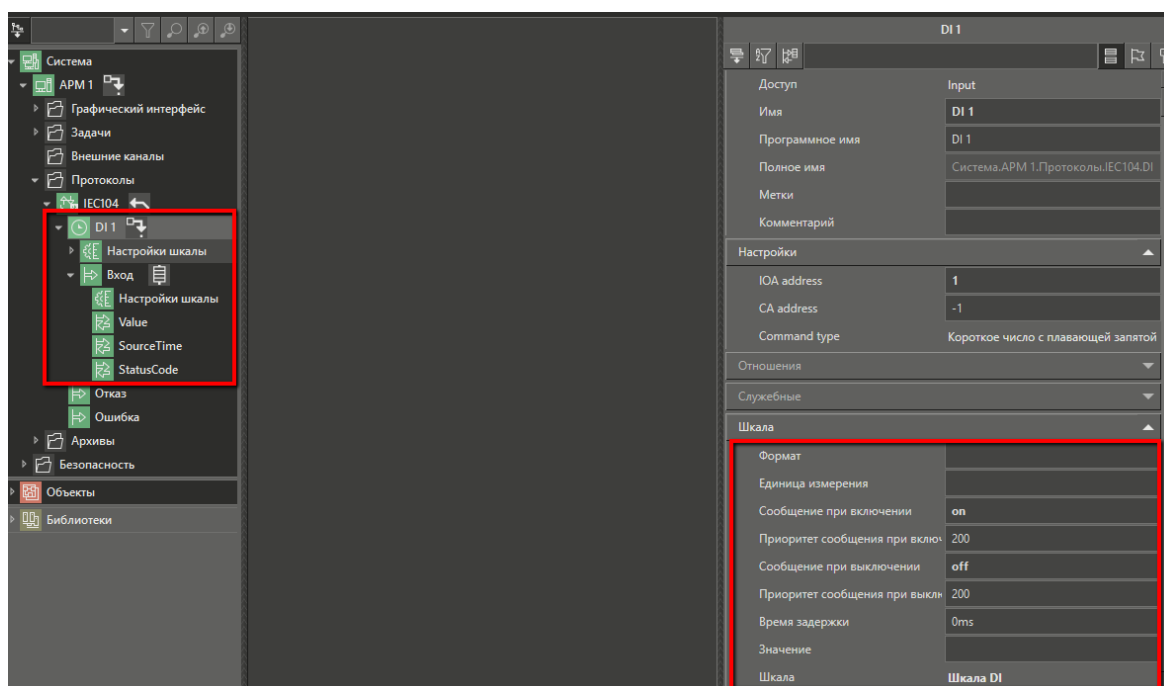 Система
АРМ 1
Графический интерфейс
Задачи
Внешние каналы
Протоколы
IEC104
DI 1
Настройки шкалы
Вход
Настройки шкалы
Value
SourceTime
StatusCode
Отказ
Ошибка
Архивы
Безопасность
Объекты
Библиотеки
DI 1
Доступ Input
Имя DI 1
Программное имя DI 1
Полное имя Система.АРМ 1.Протоколы.IEC104.DI
Метки
Комментарий
Настройки
IOA address 1
CA address -1
Command type Короткое число с плавающей запятой
Отношения
Служебные
Шкала
Формат
Единица измерения
Сообщение при включении on
Приоритет сообщения при включ 200
Сообщение при выключении off
Приоритет сообщения при выклю 200
Время задержки 0ms
Значение
Шкала Шкала DI